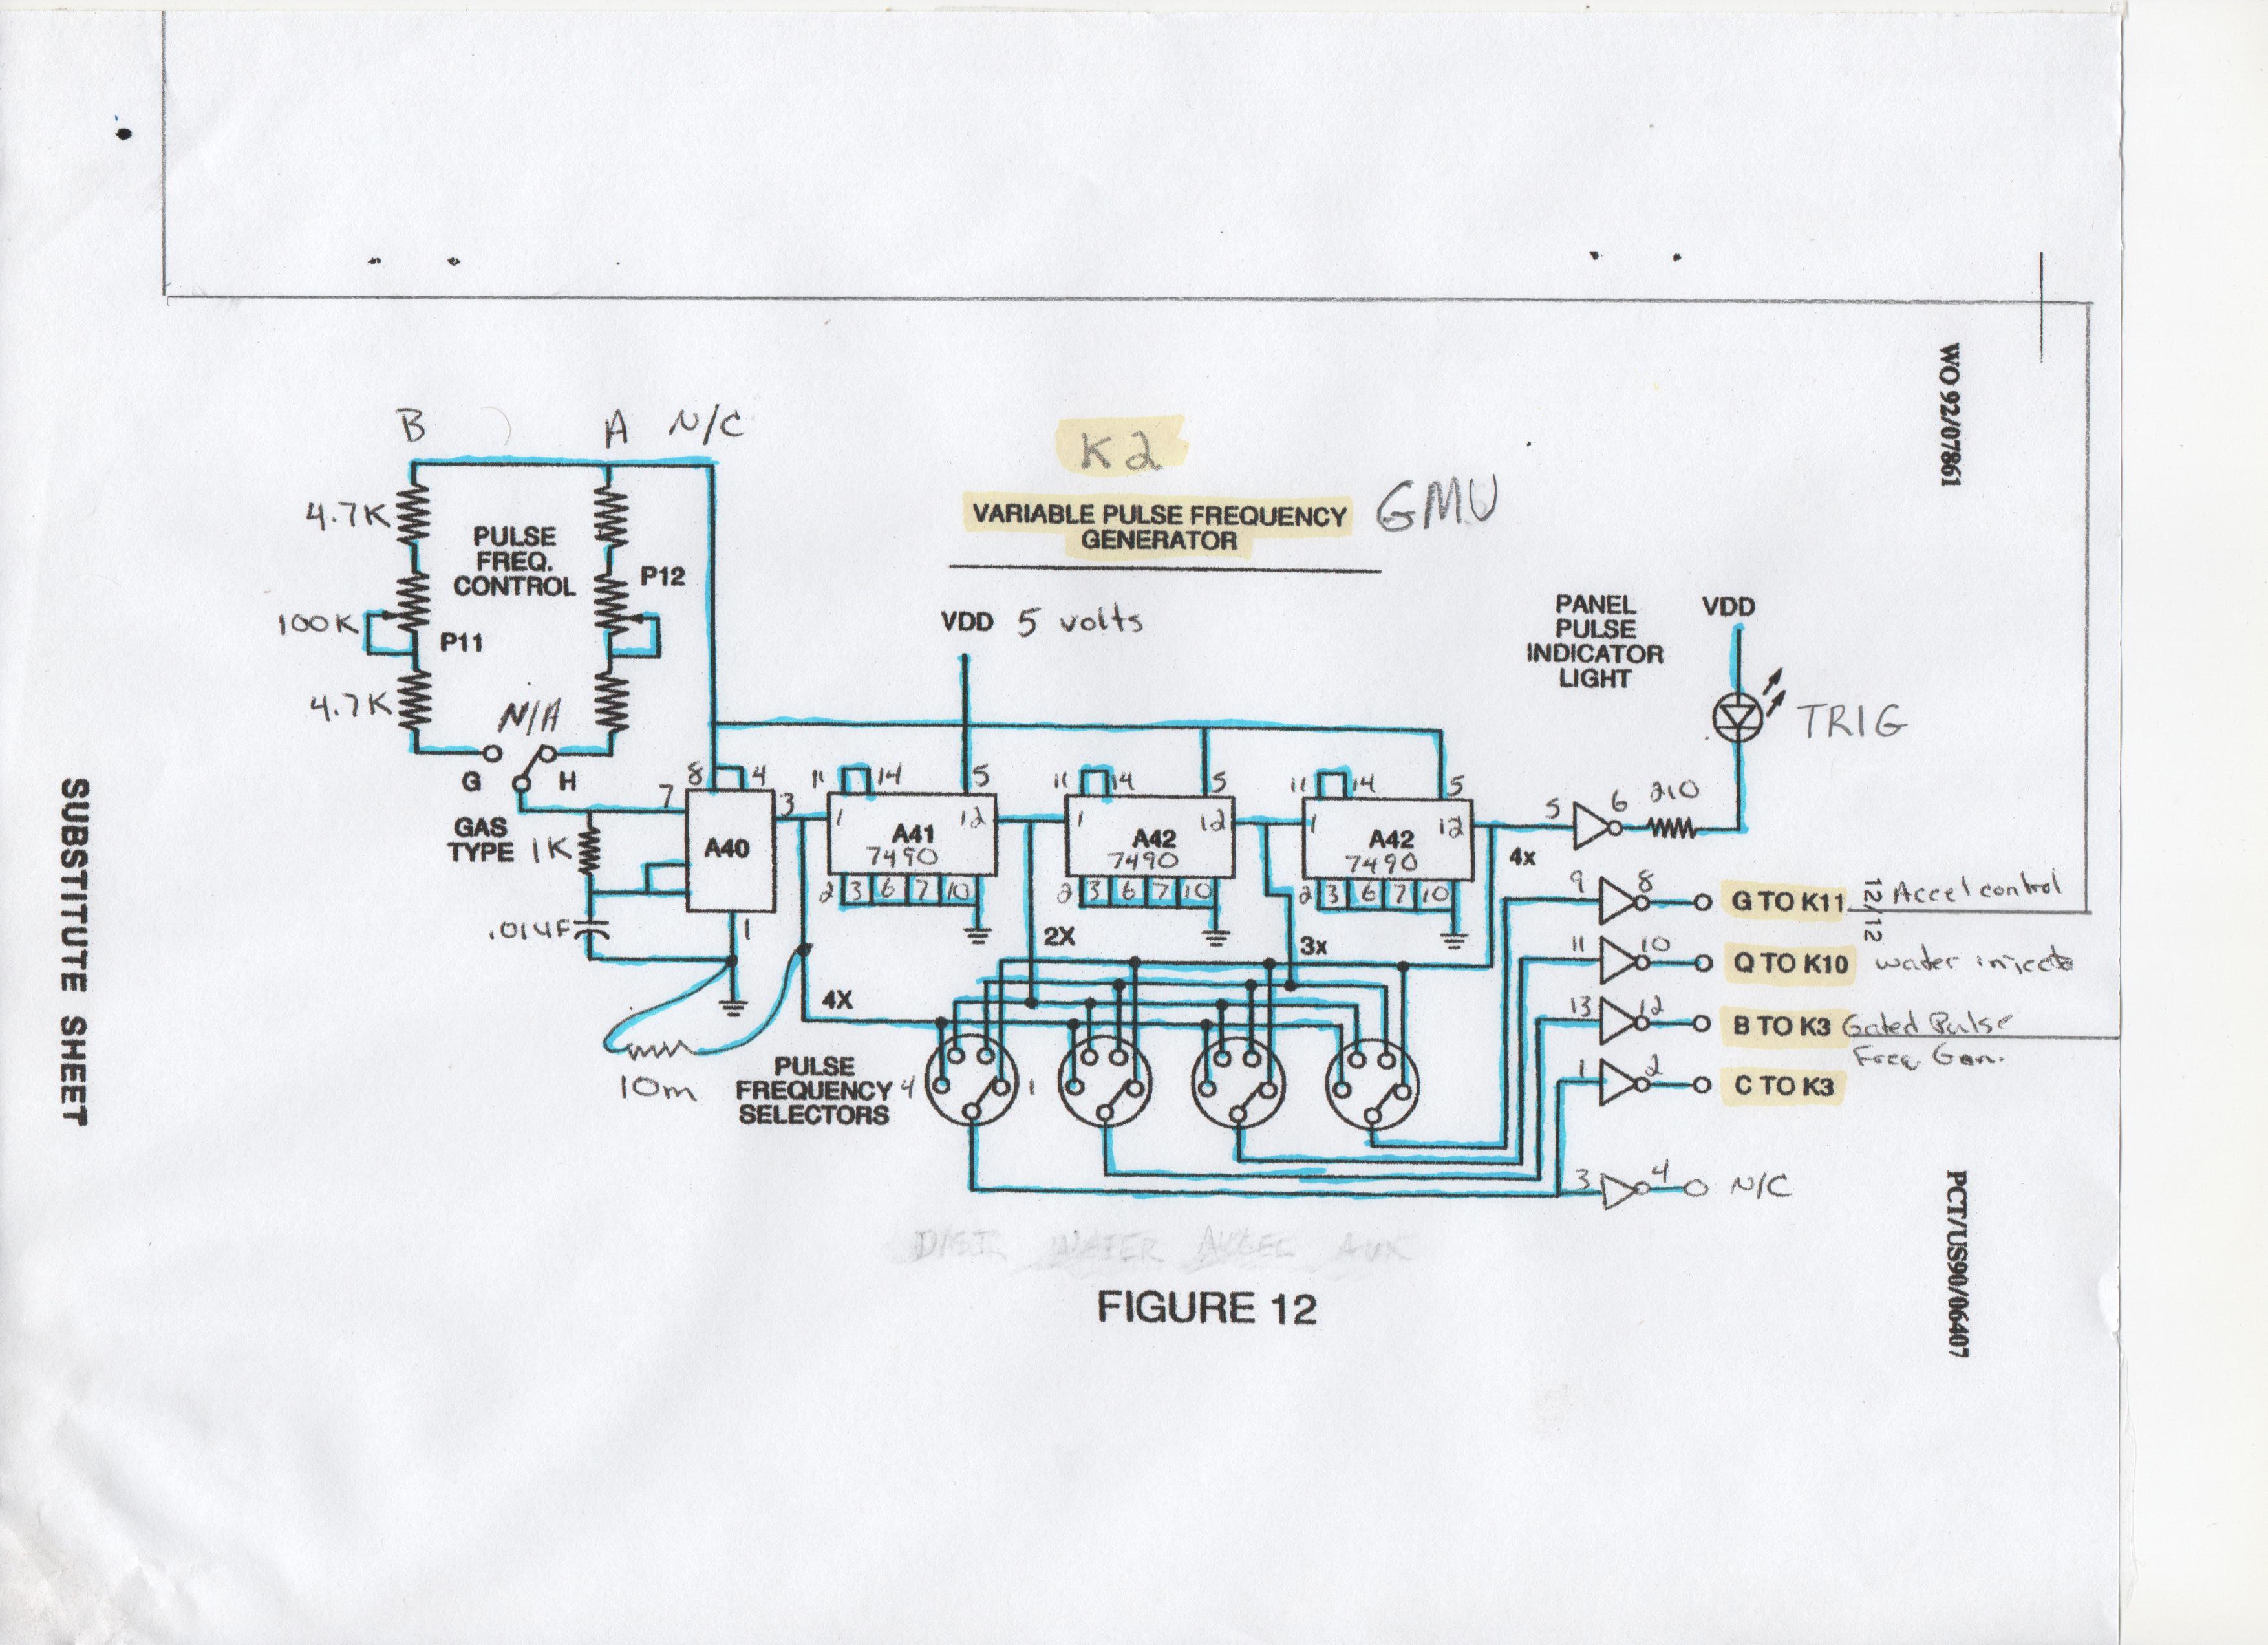 B
A
N/C
K2
VARIABLE PULSE FREQUENCY
GENERATOR
GMU
4.7K
PULSE
FREQ.
CONTROL
P12
100K
P11
4.7K
N/A
G
H
GAS
TYPE
1K
VDD 5 volts
PANEL
PULSE
INDICATOR
LIGHT
VDD
TRIG
8
4
7
3
A40
1
11
14
5
1
12
A41
7490
2
3
6
7
10
11
14
5
1
12
A42
7490
2
3
6
7
10
11
14
5
1
12
A42
7490
2
3
6
7
10
5
6
210
4x
2X
3x
4X
.01UF
10m
PULSE
FREQUENCY
SELECTORS
4
1
9
8
G TO K11
12/12
Accel control
11
10
Q TO K10
water injecto
13
12
B TO K3
Gated Pulse
Freq. Gen.
1
2
C TO K3
3
4
N/C
DIST WATER ACCEL AUX
FIGURE 12
SUBSTITUTE SHEET
WO 92/07861
PCT/US90/06407